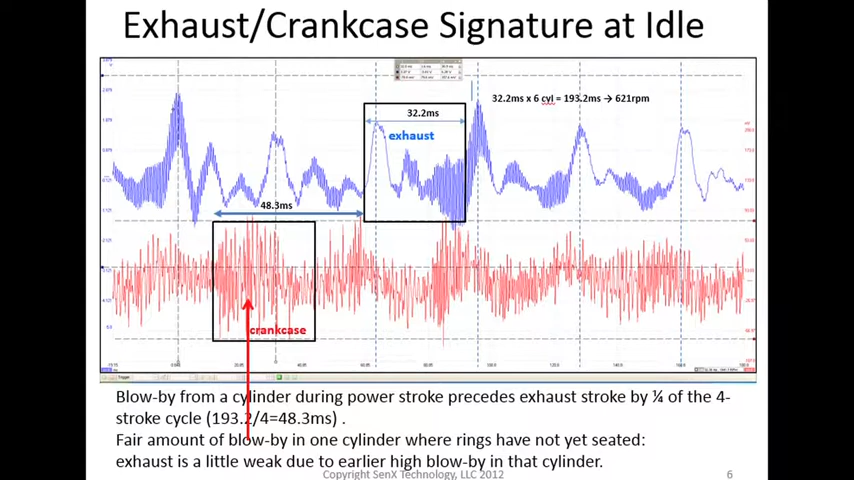 Exhaust/Crankcase Signature at Idle
32.2ms x 6 cyl = 193.2ms → 621rpm
32.2ms
exhaust
48.3ms
crankcase
Blow-by from a cylinder during power stroke precedes exhaust stroke by ¼ of the 4-
stroke cycle (193.2/4=48.3ms) .
Fair amount of blow-by in one cylinder where rings have not yet seated:
exhaust is a little weak due to earlier high blow-by in that cylinder.
Copyright SenX Technology, LLC 2012
6